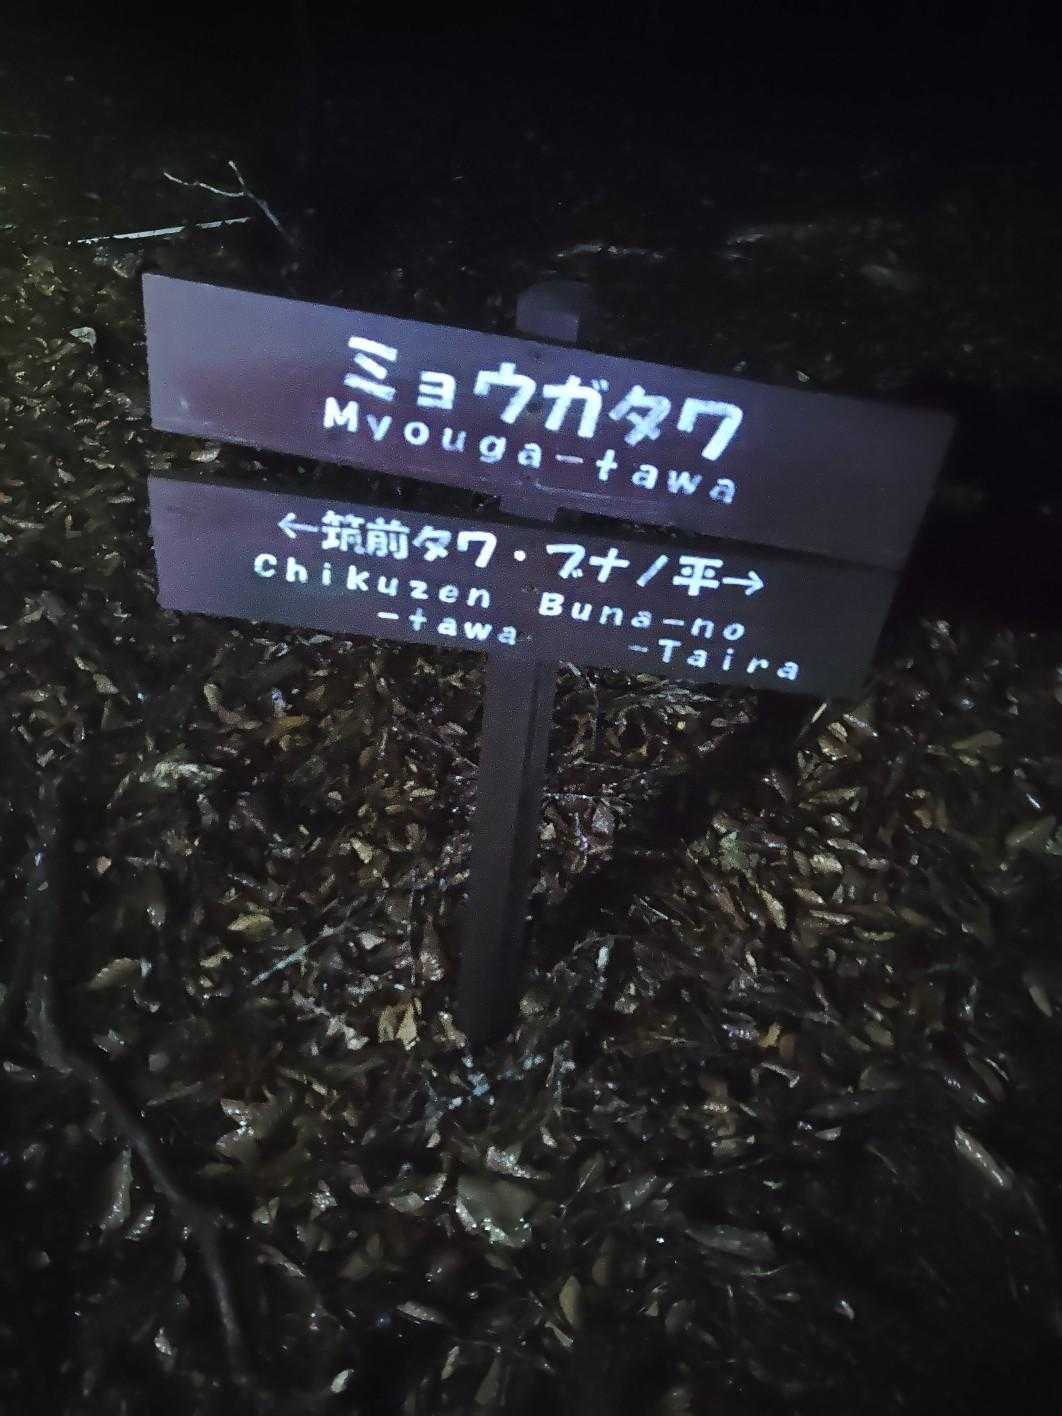 ミョウガタワ
Myouga-tawa
←筑前タワ・ブナノ平→
Chikuzen Buna-no
-tawa -Taira